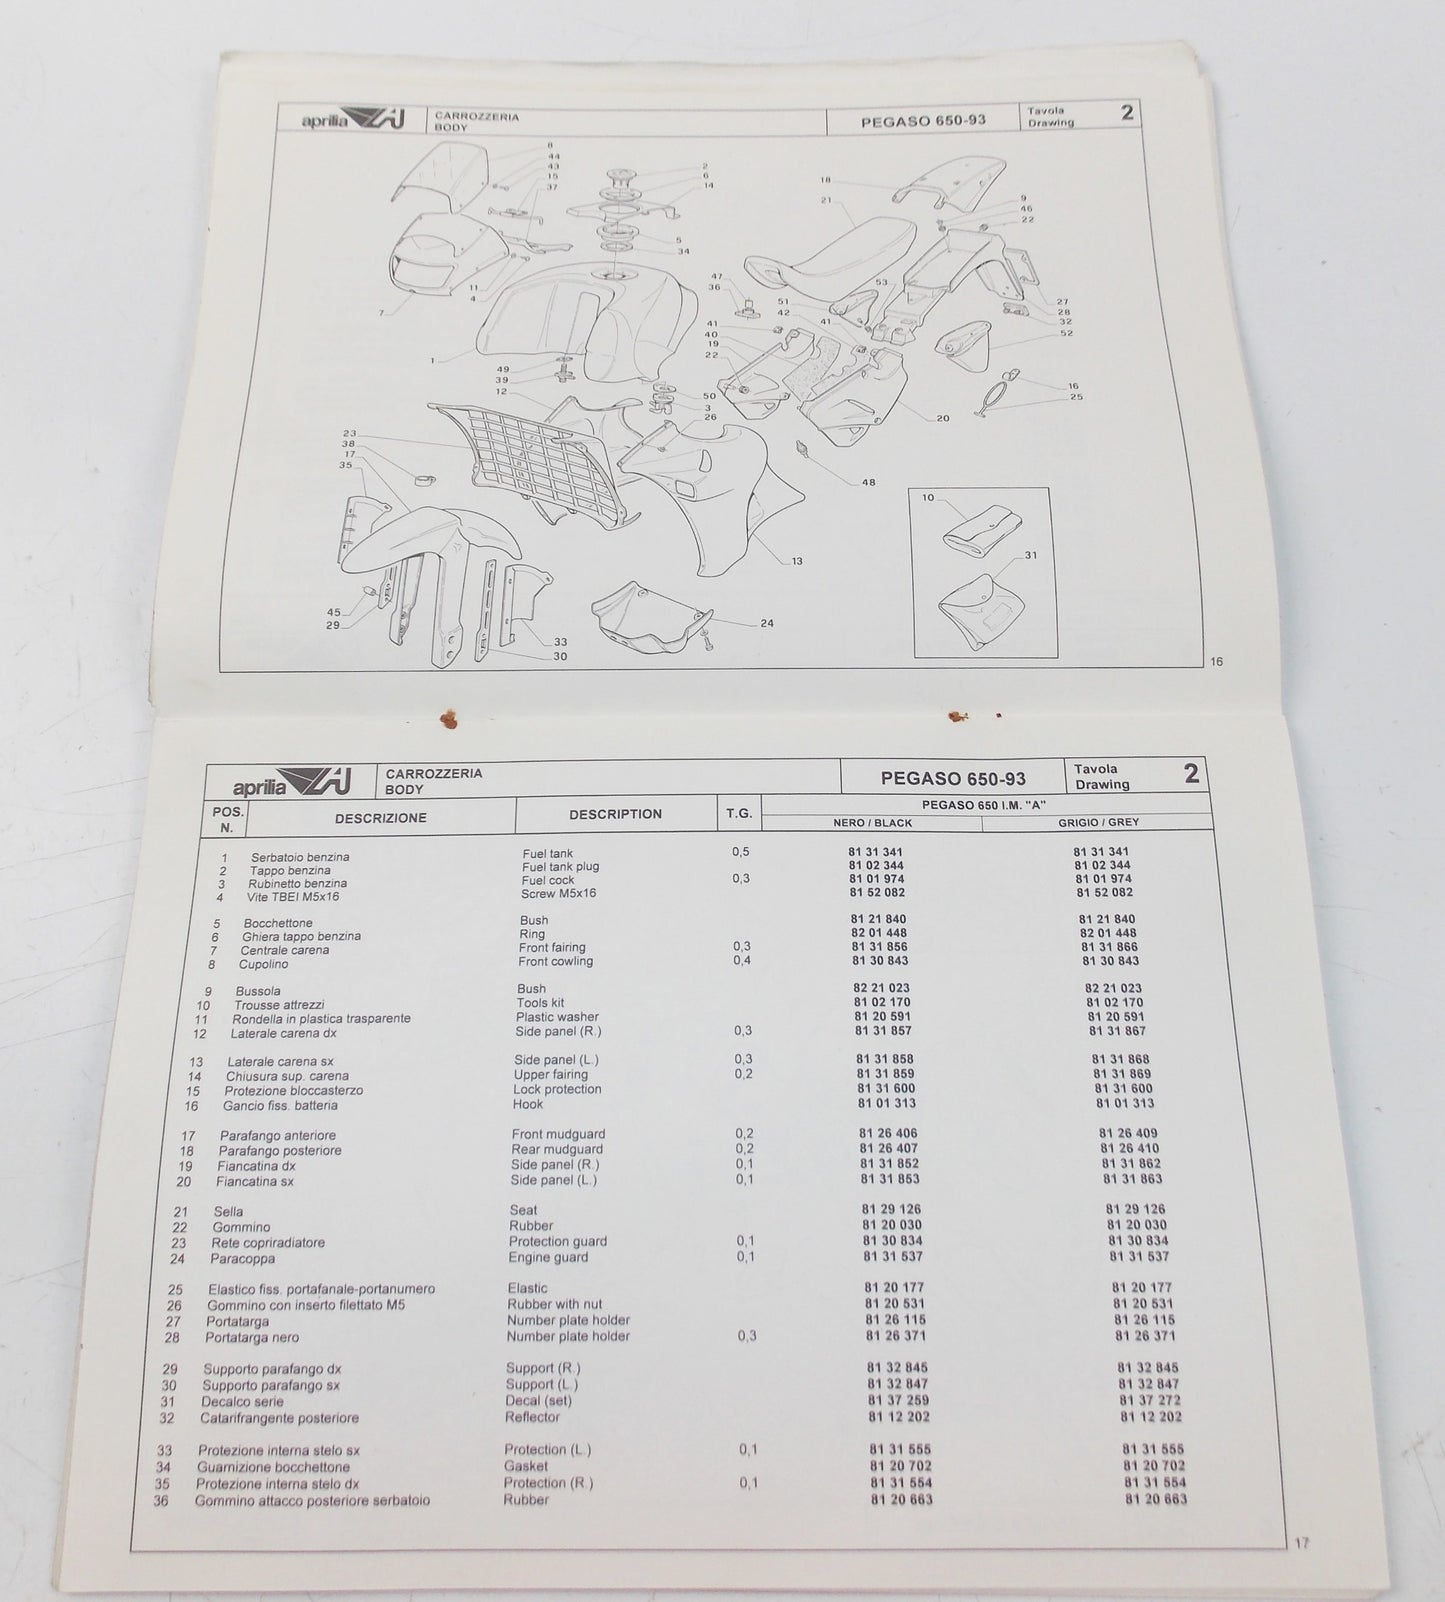 aprilia CARROZZERIA BODY PEGASO 650-93 Tavola Drawing 2
8
44
43
15
37
2
6
14
5
34
18
21
9
46
22
47
36
51
42
41
53
27
28
32
52
7
11
4
1
41
40
19
22
49
39
12
50
3
26
20
16
25
23
38
17
35
48
10
31
13
45
29
33
30
24
16
aprilia CARROZZERIA BODY PEGASO 650-93 Tavola Drawing 2
POS. N. DESCRIZIONE DESCRIPTION T.G. PEGASO 650 I.M. "A"
NERO / BLACK GRIGIO / GREY
1 Serbatoio benzina Fuel tank 0,5 81 31 341 81 31 341
2 Tappo benzina Fuel tank plug 81 02 344 81 02 344
3 Rubinetto benzina Fuel cock 0,3 81 01 974 81 01 974
4 Vite TBEI M5x16 Screw M5x16 81 52 082 81 52 082
5 Bocchettone Bush 81 21 840 81 21 840
6 Ghiera tappo benzina Ring 82 01 448 82 01 448
7 Centrale carena Front fairing 0,3 81 31 856 81 31 866
8 Cupolino Front cowling 0,4 81 30 843 81 30 843
9 Bussola Bush 82 21 023 82 21 023
10 Trousse attrezzi Tools kit 81 02 170 81 02 170
11 Rondella in plastica trasparente Plastic washer 81 20 591 81 20 591
12 Laterale carena dx Side panel (R.) 0,3 81 31 857 81 31 867
13 Laterale carena sx Side panel (L.) 0,3 81 31 858 81 31 868
14 Chiusura sup. carena Upper fairing 0,2 81 31 859 81 31 869
15 Protezione bloccasterzo Lock protection 81 31 600 81 31 600
16 Gancio fiss. batteria Hook 81 01 313 81 01 313
17 Parafango anteriore Front mudguard 0,2 81 26 406 81 26 409
18 Parafango posteriore Rear mudguard 0,2 81 26 407 81 26 410
19 Fiancatina dx Side panel (R.) 0,1 81 31 852 81 31 862
20 Fiancatina sx Side panel (L.) 0,1 81 31 853 81 31 863
21 Sella Seat 81 29 126 81 29 126
22 Gommino Rubber 81 20 030 81 20 030
23 Rete copriradiatore Protection guard 0,1 81 30 834 81 30 834
24 Paracoppa Engine guard 0,1 81 31 537 81 31 537
25 Elastico fiss. portafanale-portanumero Elastic 81 20 177 81 20 177
26 Gommino con inserto filettato M5 Rubber with nut 81 20 531 81 20 531
27 Portatarga Number plate holder 81 26 115 81 26 115
28 Portatarga nero Number plate holder 0,3 81 26 371 81 26 371
29 Supporto parafango dx Support (R.) 81 32 845 81 32 845
30 Supporto parafango sx Support (L.) 81 32 847 81 32 847
31 Decalco serie Decal (set) 81 37 259 81 37 272
32 Catarifrangente posteriore Reflector 81 12 202 81 12 202
33 Protezione interna stelo sx Protection (L.) 0,1 81 31 555 81 31 555
34 Guarnizione bocchettone Gasket 81 20 702 81 20 702
35 Protezione interna stelo dx Protection (R.) 0,1 81 31 554 81 31 554
36 Gommino attacco posteriore serbatoio Rubber 81 20 663 81 20 663
17